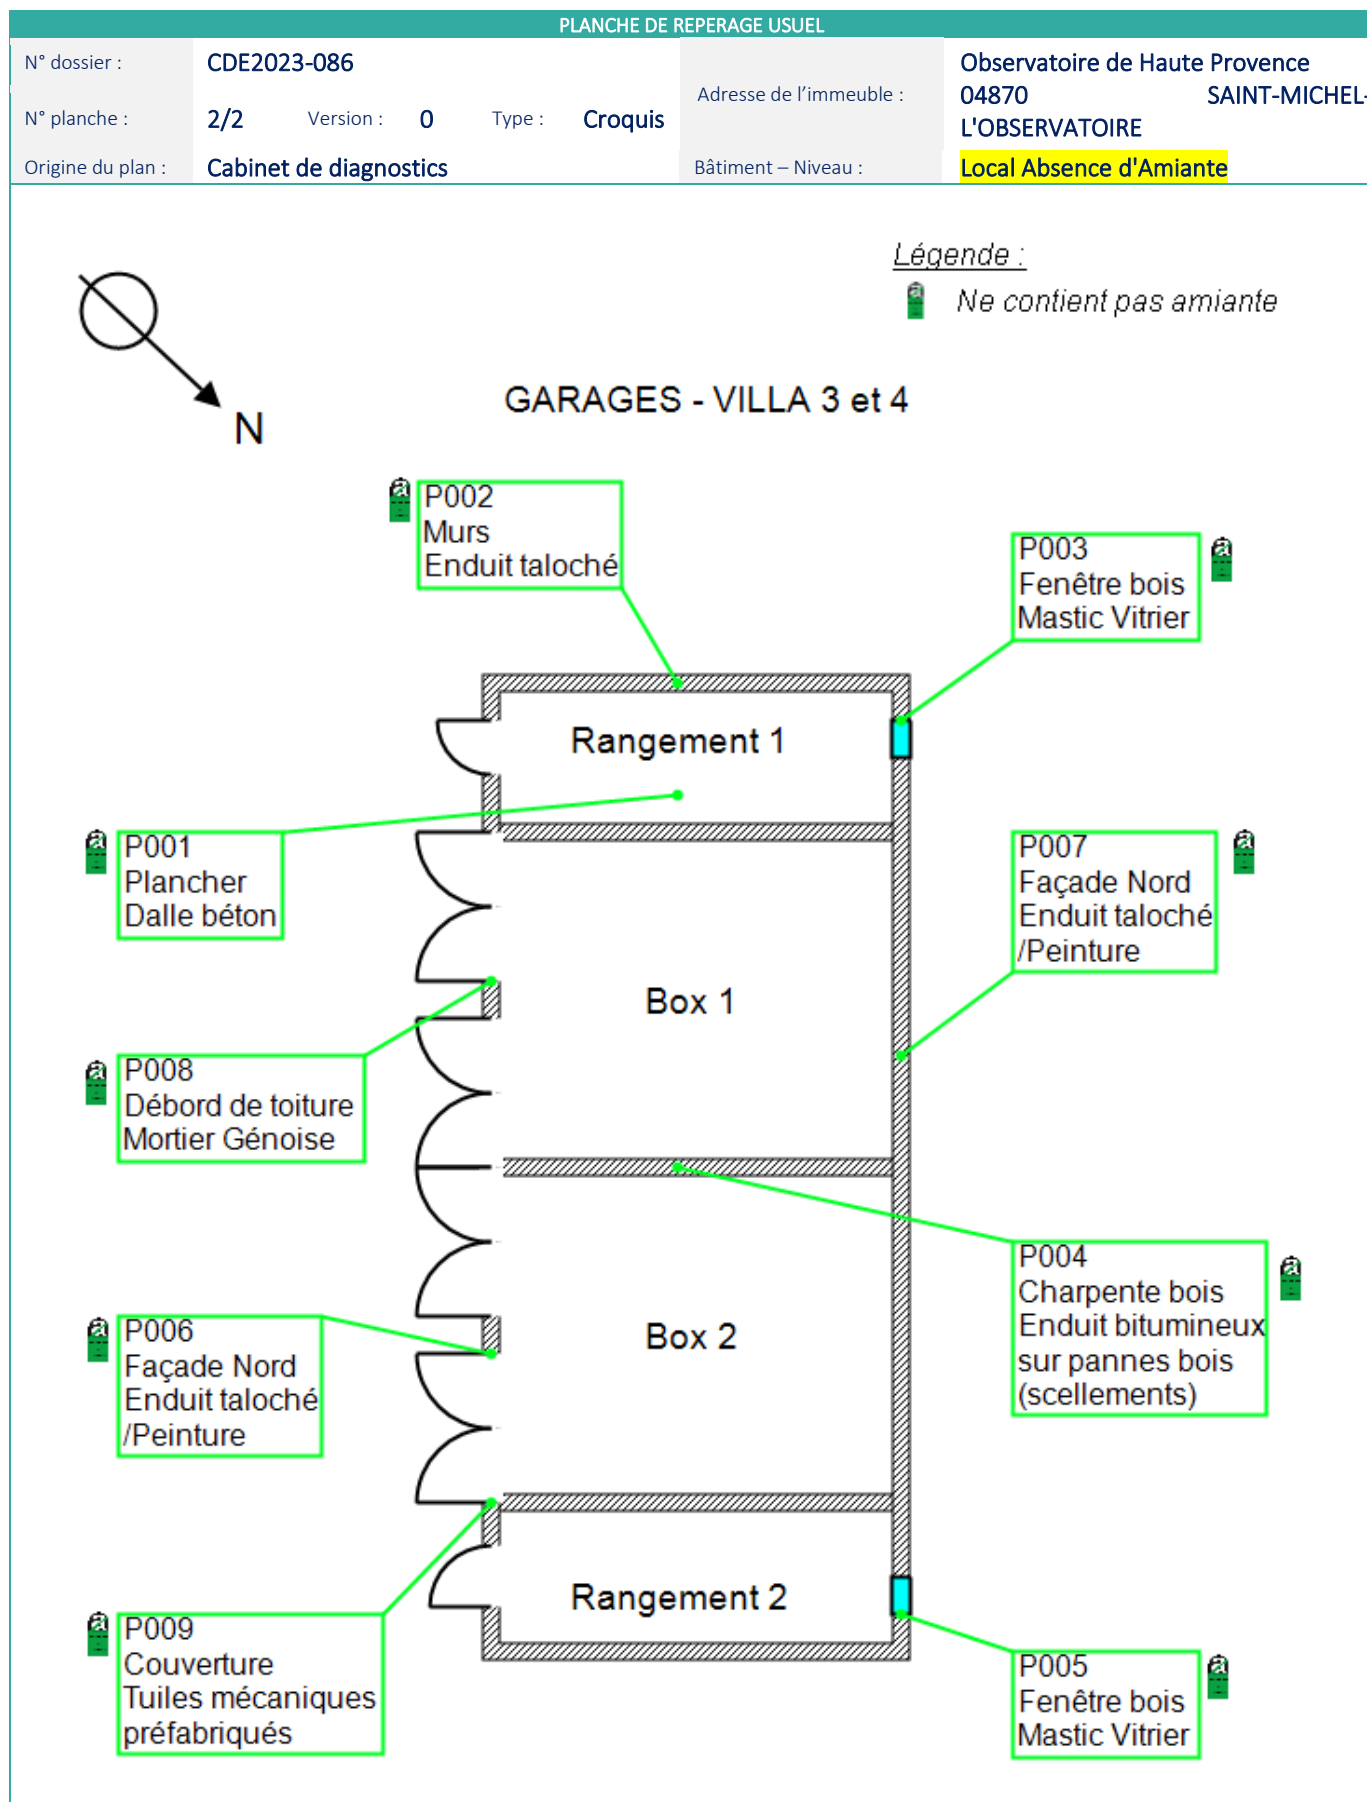 PLANCHE DE REPERAGE USUEL
N° dossier : CDE2023-086
Adresse de l'immeuble : Observatoire de Haute Provence
04870 SAINT-MICHEL-
L'OBSERVATOIRE
N° planche : 2/2 Version : 0 Type : Croquis
Origine du plan : Cabinet de diagnostics
Bâtiment – Niveau : Local Absence d'Amiante
Légende :
a Ne contient pas amiante
N
GARAGES - VILLA 3 et 4
a
P002
Murs
Enduit taloché
P003
Fenêtre bois
Mastic Vitrier
a
Rangement 1
a
P001
Plancher
Dalle béton
P007
Façade Nord
Enduit taloché
/Peinture
a
Box 1
a
P008
Débord de toiture
Mortier Génoise
P004
Charpente bois
Enduit bitumineux
sur pannes bois
(scellements)
a
Box 2
a
P006
Façade Nord
Enduit taloché
/Peinture
Rangement 2
a
P009
Couverture
Tuiles mécaniques
préfabriqués
P005
Fenêtre bois
Mastic Vitrier
a